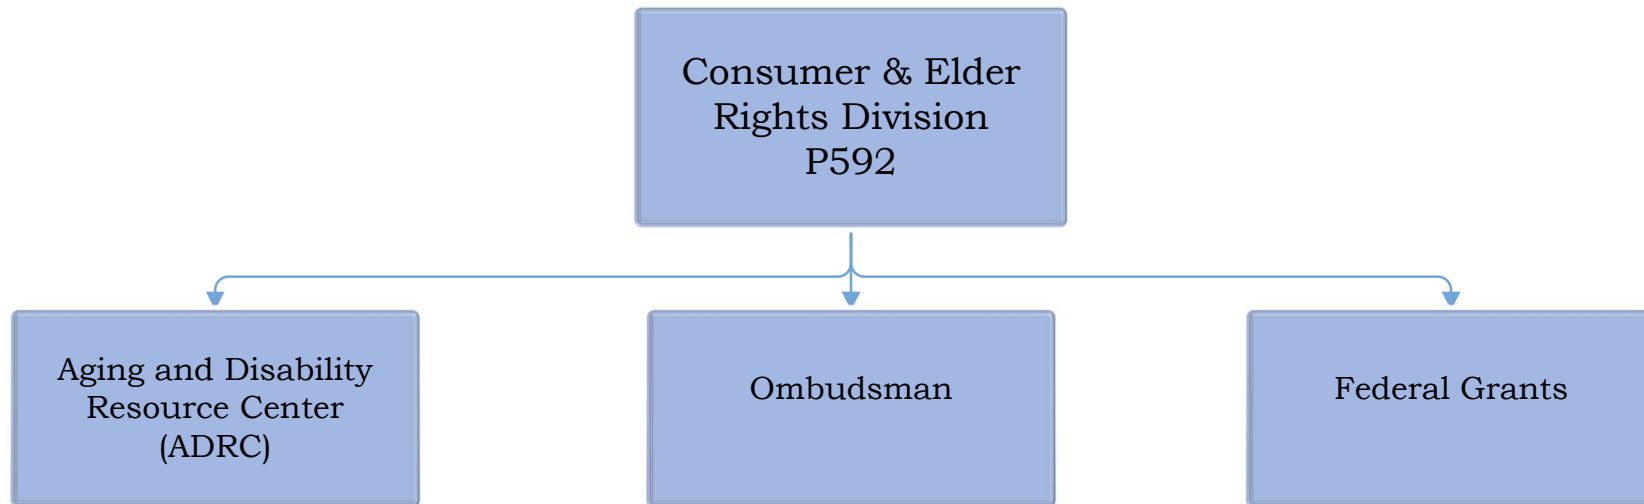 Consumer & Elder
Rights Division
P592
Aging and Disability
Resource Center
(ADRC)
Ombudsman
Federal Grants